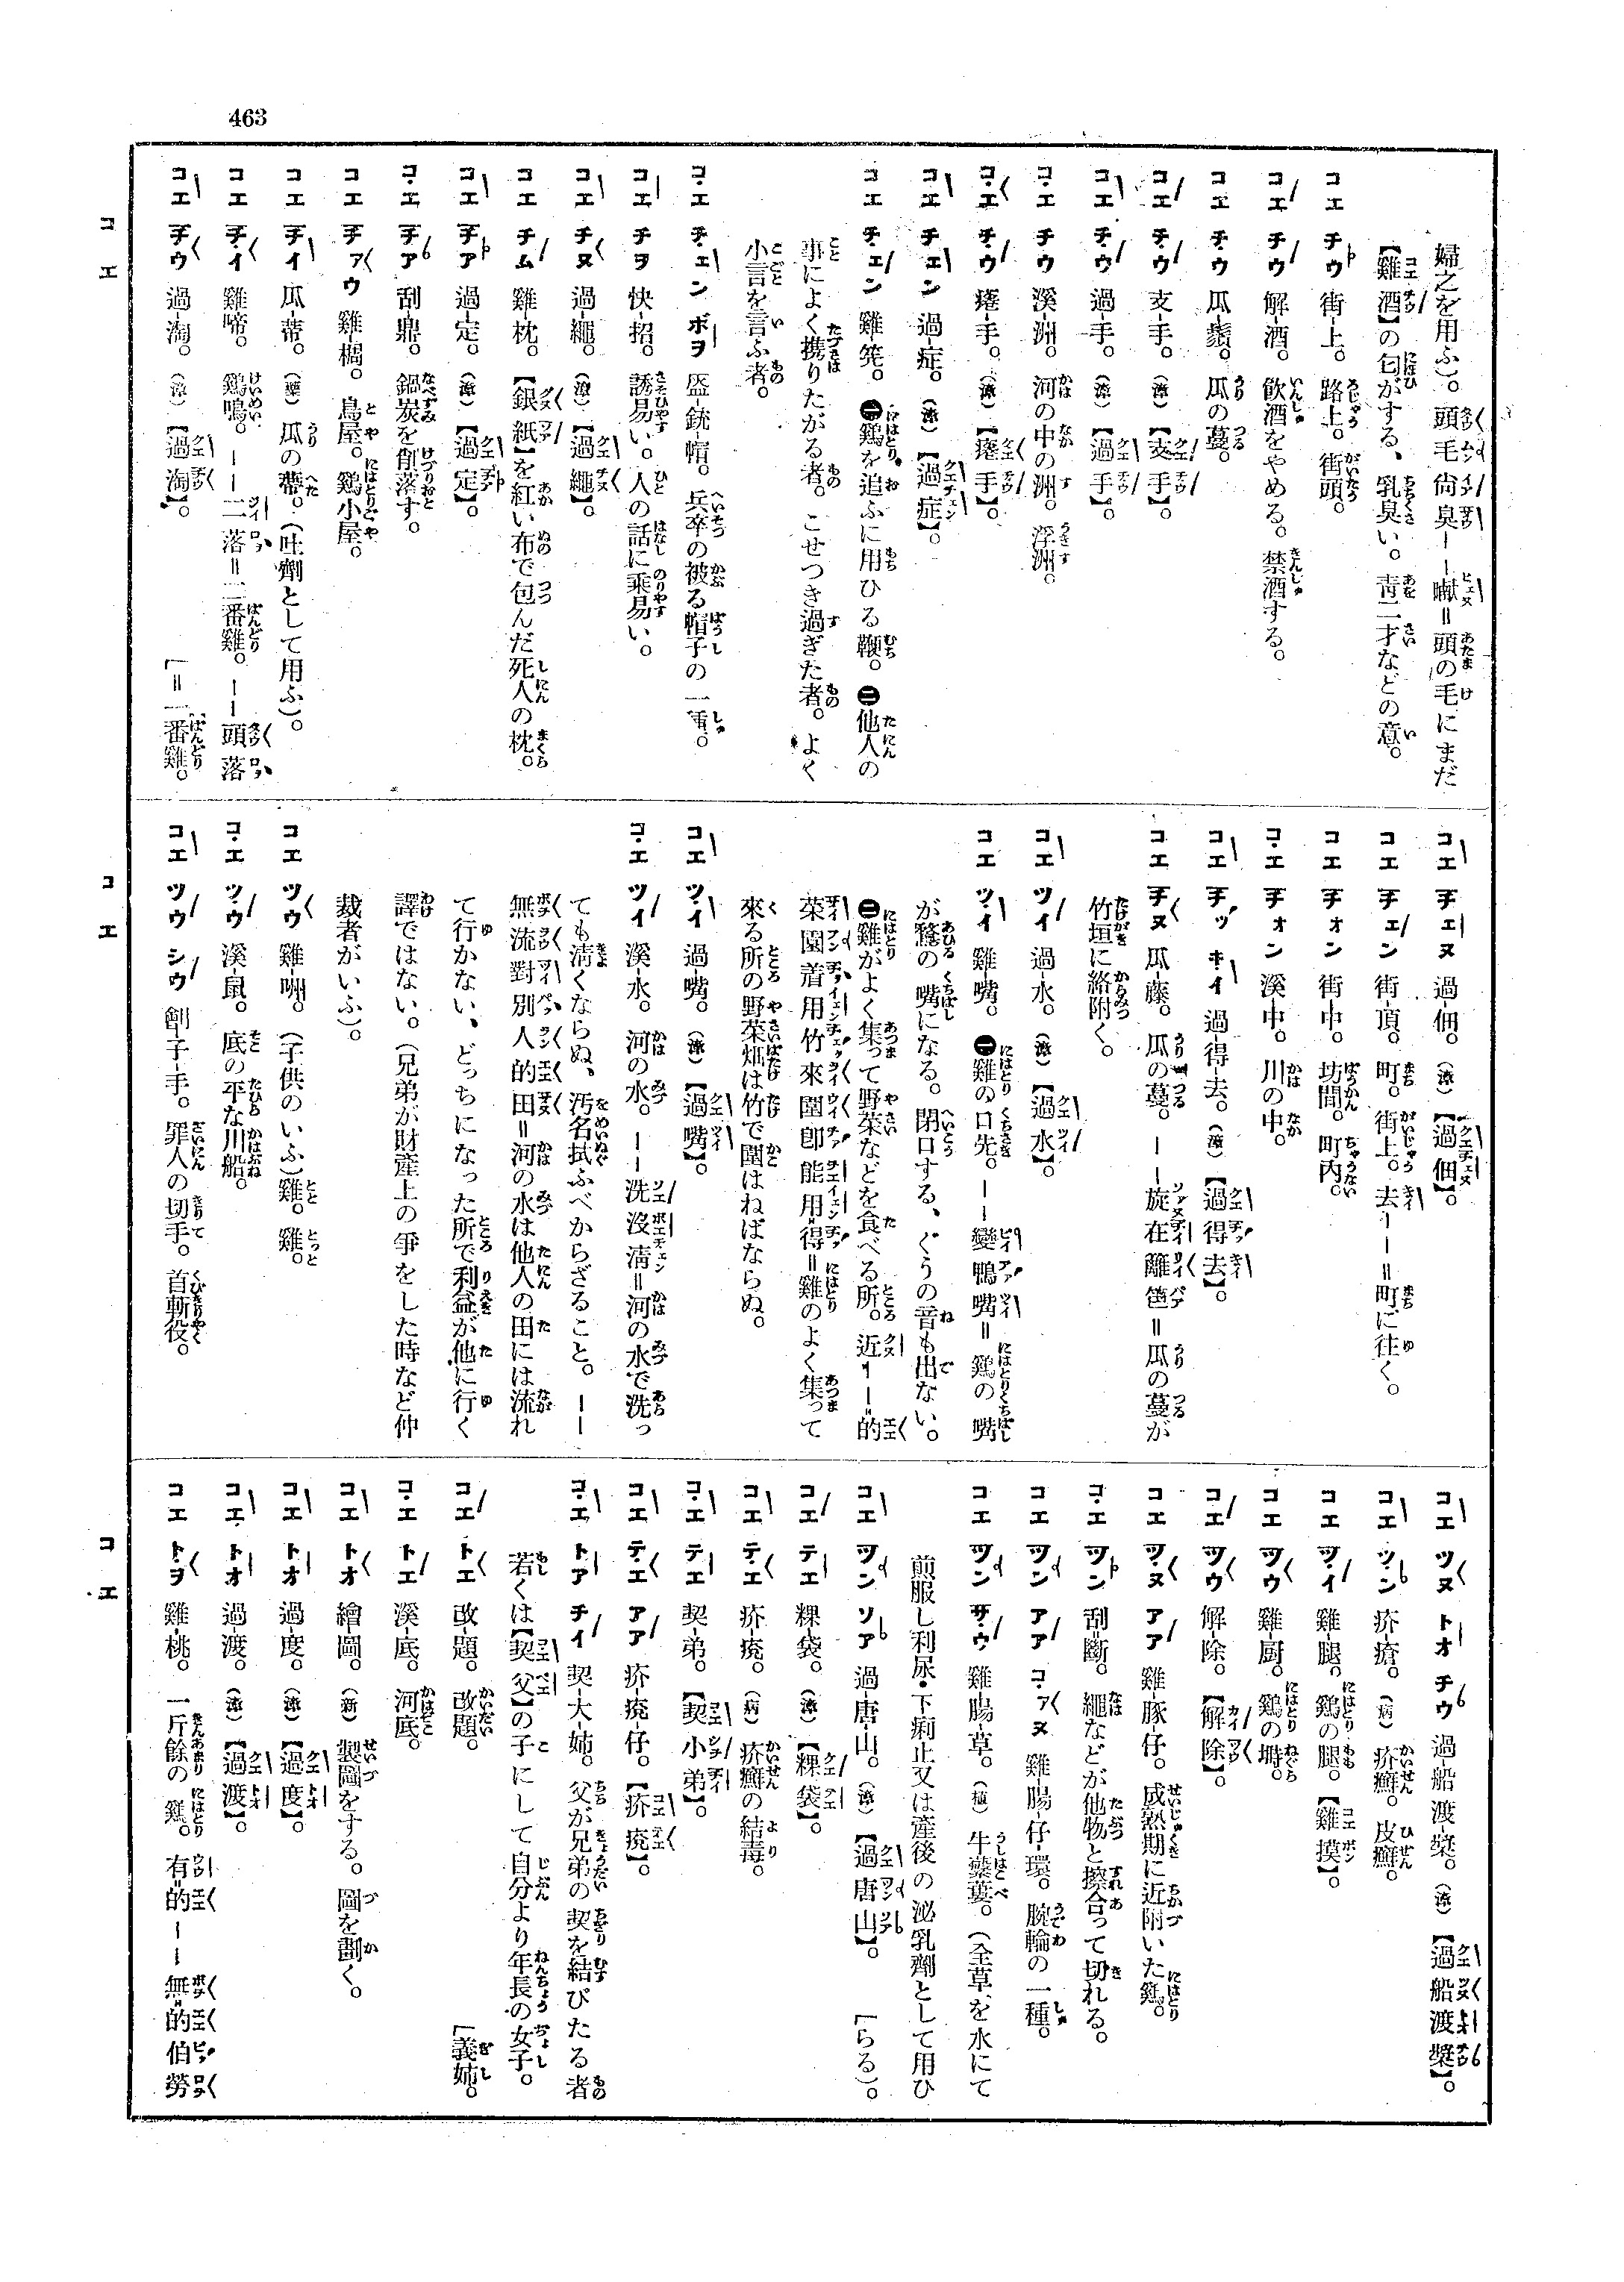 463
婦之を用ふ）。頭毛尙臭ーー囐＝頭の毛にまだ
【雞酒】の匂がする、乳臭い。靑二才などの意。
コエ チウ 街-上。路上。街頭。
コエ チウ 解-酒。飮酒をやめる。禁酒する。
コエ チウ 瓜-鬚。瓜の蔓。
コエ チウ 支-手。（漳）【支手】。
コエ チウ 過-手。（漳）【過手】。
コエ チウ 溪-洲。河の中の洲。浮洲。
コエ チウ 瘸-手。（漳）【瘸手】。
コエ チェン 過-症。（漳）【過症】。
コエ チェン 雞筅。㊀鷄を追ふに用ひる鞭。㊁他人の
事によく携りたがる者。こせつき過ぎた者。よく
小言を言ふ者。
コエ チェン ボヲ 盔-銃-帽。兵卒の被る帽子の一種。
コエ チヲ 快-招。誘易い。人の話に乘易い。
コエ チヌ 過-繩。（漳）【過繩】。
コエ チム 雞-枕。【銀紙】を紅い布で包んだ死人の枕。
コエ チア 過-定。（漳）【過定】。
コエ チア 刮-鼎。鍋炭を削落す。
コエ チァウ 雞-椆。鳥屋。鷄小屋。
コエ チイ 瓜-蒂。（藥）瓜の蔕。（吐劑として用ふ）。
コエ チイ 雞-啼。鷄鳴。ーー二落＝二番雞。ーー頭落
［＝一番雞。
コエ チウ 過-淘。（漳）【過淘】。
コエ チェヌ 過-佃。（漳）【過佃】。
コエ チェン 街-頂。町。街上。去ーー＝町に往く。
コエ チォン 街-中。坊間。町內。
コエ チォン 溪-中。川の中。
コエ チッ キイ 過-得-去。（漳）【過得去】。
コエ チヌ 瓜-藤。瓜の蔓。ーー旋在籬笆＝瓜の蔓が
竹垣に絡附く。
コエ ツイ 過-水。（漳）【過水】。
コエ ツイ 雞-嘴。㊀雞の口先。ーー變鴨嘴＝鷄の嘴
が鶩の嘴になる。閉口する、ぐうの音も出ない。
㊁雞がよく集って野菜などを食べる所。近ーー的
菜園着用竹來圍卽能用得＝雞のよく集って
來る所の野菜畑は竹で圍はねばならぬ。
コエ ツイ 過-嘴。（漳）【過嘴】。
コエ ツイ 溪-水。河の水。ーー洗沒淸＝河の水で洗っ
ても淸くならぬ、汚名拭ふべからざること。ーー
無流對別人的田＝河の水は他人の田には流れ
て行かない、どっちになった所で利益が他に行く
譯ではない。（兄弟が財產上の爭をした時など仲
裁者がいふ）。
コエ ツウ 雞-喌。（子供のいふ）雞。雞。
コエ ツウ 溪-鼠。底の平な川船。
コエ ツウ シウ 劊-子-手。罪人の切手。首斬役。
コエ ツヌ トオ チウ 過-船渡-槳。（漳）【過船渡槳】。
コエ ツン 疥-瘡。（病）疥癬。皮癬。
コエ ツイ 雞-腿。鷄の腿。【雞摸】。
コエ ツウ 雞-厨。鷄の塒。
コエ ツウ 解-除。【解除】。
コエ ツヌ アア 雞-豚-仔。成熟期に近附いた鷄。
コエ ツン 刮-斷。繩などが他物と擦合って切れる。
コエ ツン アア コァヌ 雞-腸-仔-環。腕輪の一種。
コエ ツン サウ 雞腸-草。（植）牛蘩蔞。（全草を水にて
煎服し利尿・下痢止又は產後の泌乳劑として用ひ
［らる）。
コエ ツン ソア 過-唐-山。（漳）【過唐山】。
コエ テエ 粿-袋。（漳）【粿袋】。
コエ テエ 疥-疵。（病）疥癬の結毒。
コエ テエ 契-弟。【契小弟】。
コエ テエ アア 疥-疵-仔。【疥疵】。
コエ トア チイ 契-大-姉。父が兄弟の契を結びたる者
若くは【契父】の子にして自分より年長の女子。
［義姉。
コエ トエ 改-題。改題。
コエ トエ 溪-底。河底。
コエ トオ 繪-圖。（新）製圖をする。圖を劃く。
コエ トオ 過-度。（漳）【過度】。
コエ トオ 過-渡。（漳）【過渡】。
コエ トヲ 雞-桃。一斤餘の鷄。有的ーー無的伯勞
コエ
コエ
コエ